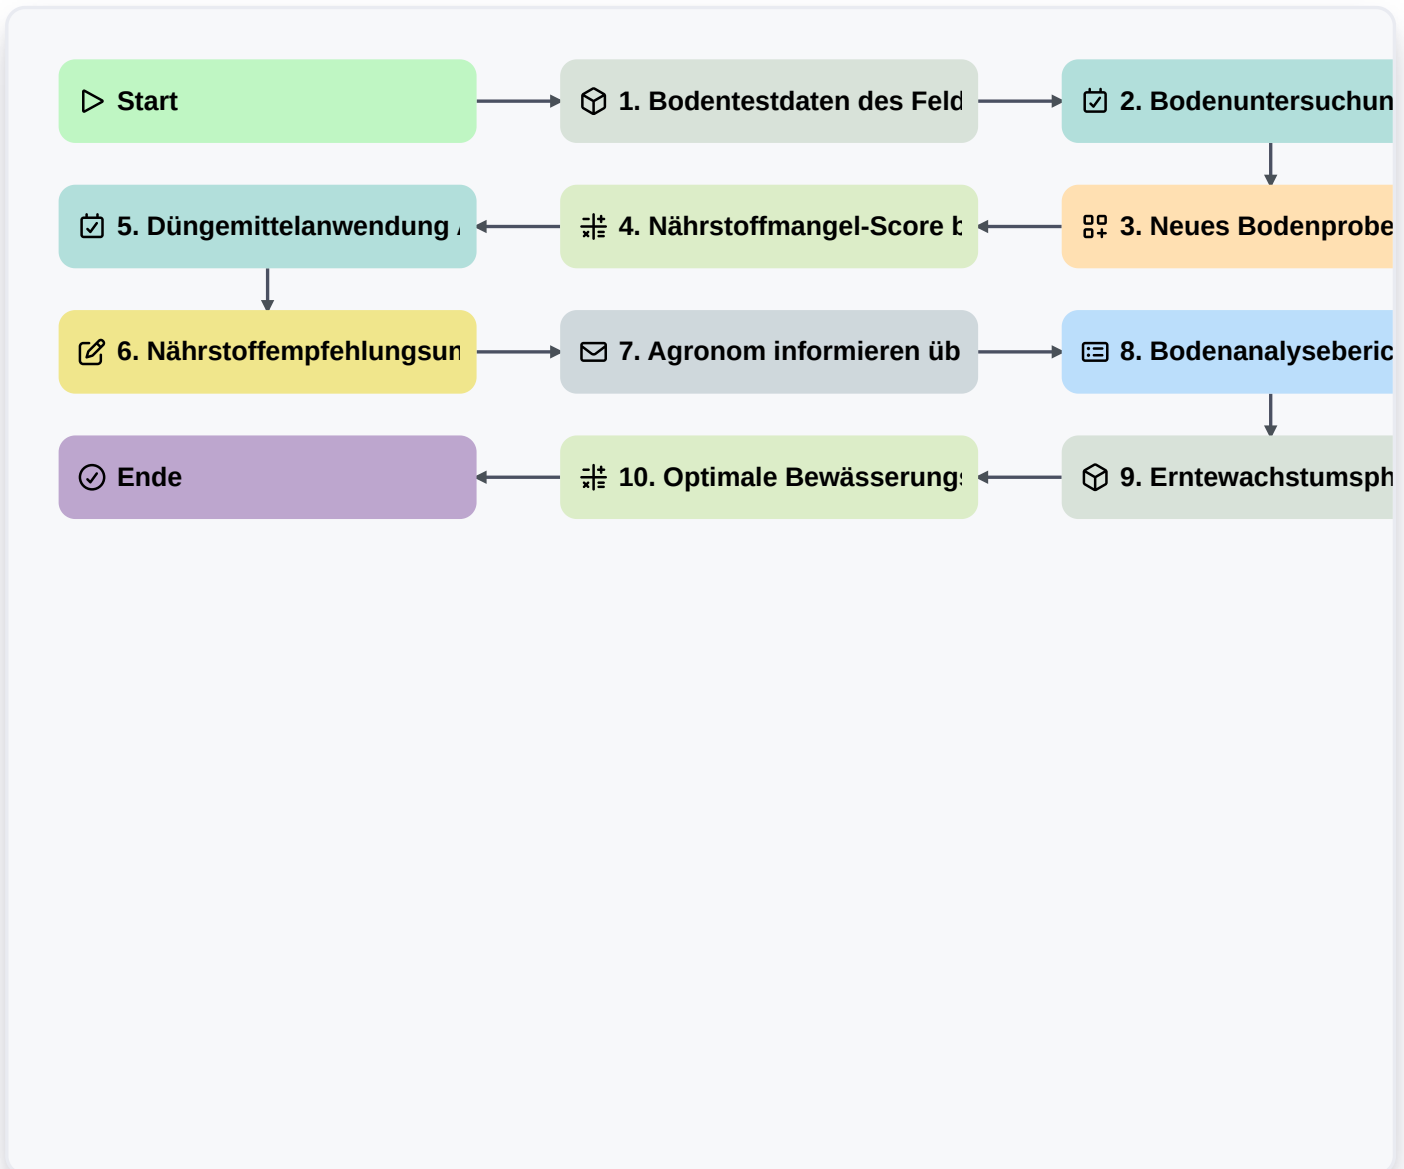 Start
1. Bodentestdaten des Feld
2. Bodenuntersuchun
3. Neues Bodenprobe
4. Nährstoffmangel-Score b
5. Düngemittelanwendung
6. Nährstoffempfehlungsun
7. Agronom informieren üb
8. Bodenanalyseberic
9. Erntewachstumsph
10. Optimale Bewässerungs
Ende